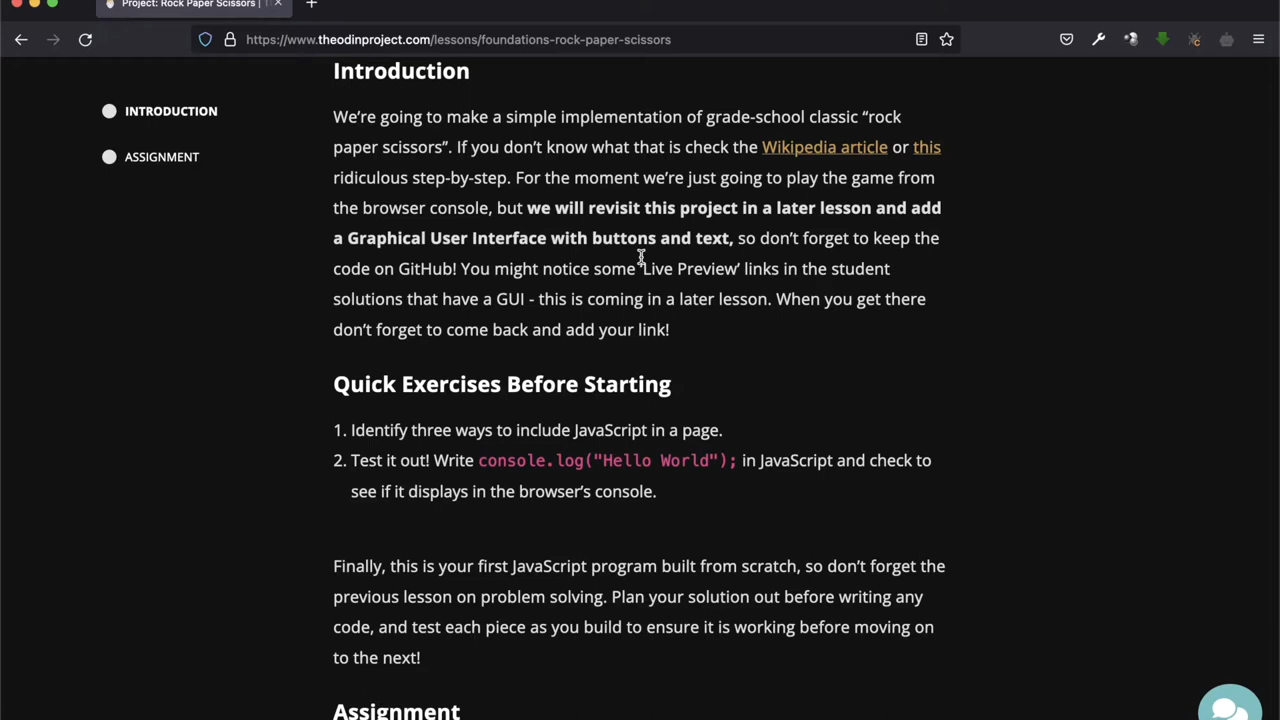 Project: Rock Paper Scissors | T
https://www.theodinproject.com/lessons/foundations-rock-paper-scissors
Introduction
INTRODUCTION
ASSIGNMENT
We’re going to make a simple implementation of grade-school classic “rock
paper scissors”. If you don’t know what that is check the Wikipedia article or this
ridiculous step-by-step. For the moment we’re just going to play the game from
the browser console, but we will revisit this project in a later lesson and add
a Graphical User Interface with buttons and text, so don’t forget to keep the
code on GitHub! You might notice some ‘Live Preview’ links in the student
solutions that have a GUI - this is coming in a later lesson. When you get there
don’t forget to come back and add your link!
Quick Exercises Before Starting
1. Identify three ways to include JavaScript in a page.
2. Test it out! Write console.log("Hello World"); in JavaScript and check to
see if it displays in the browser’s console.
Finally, this is your first JavaScript program built from scratch, so don’t forget the
previous lesson on problem solving. Plan your solution out before writing any
code, and test each piece as you build to ensure it is working before moving on
to the next!
Assignment